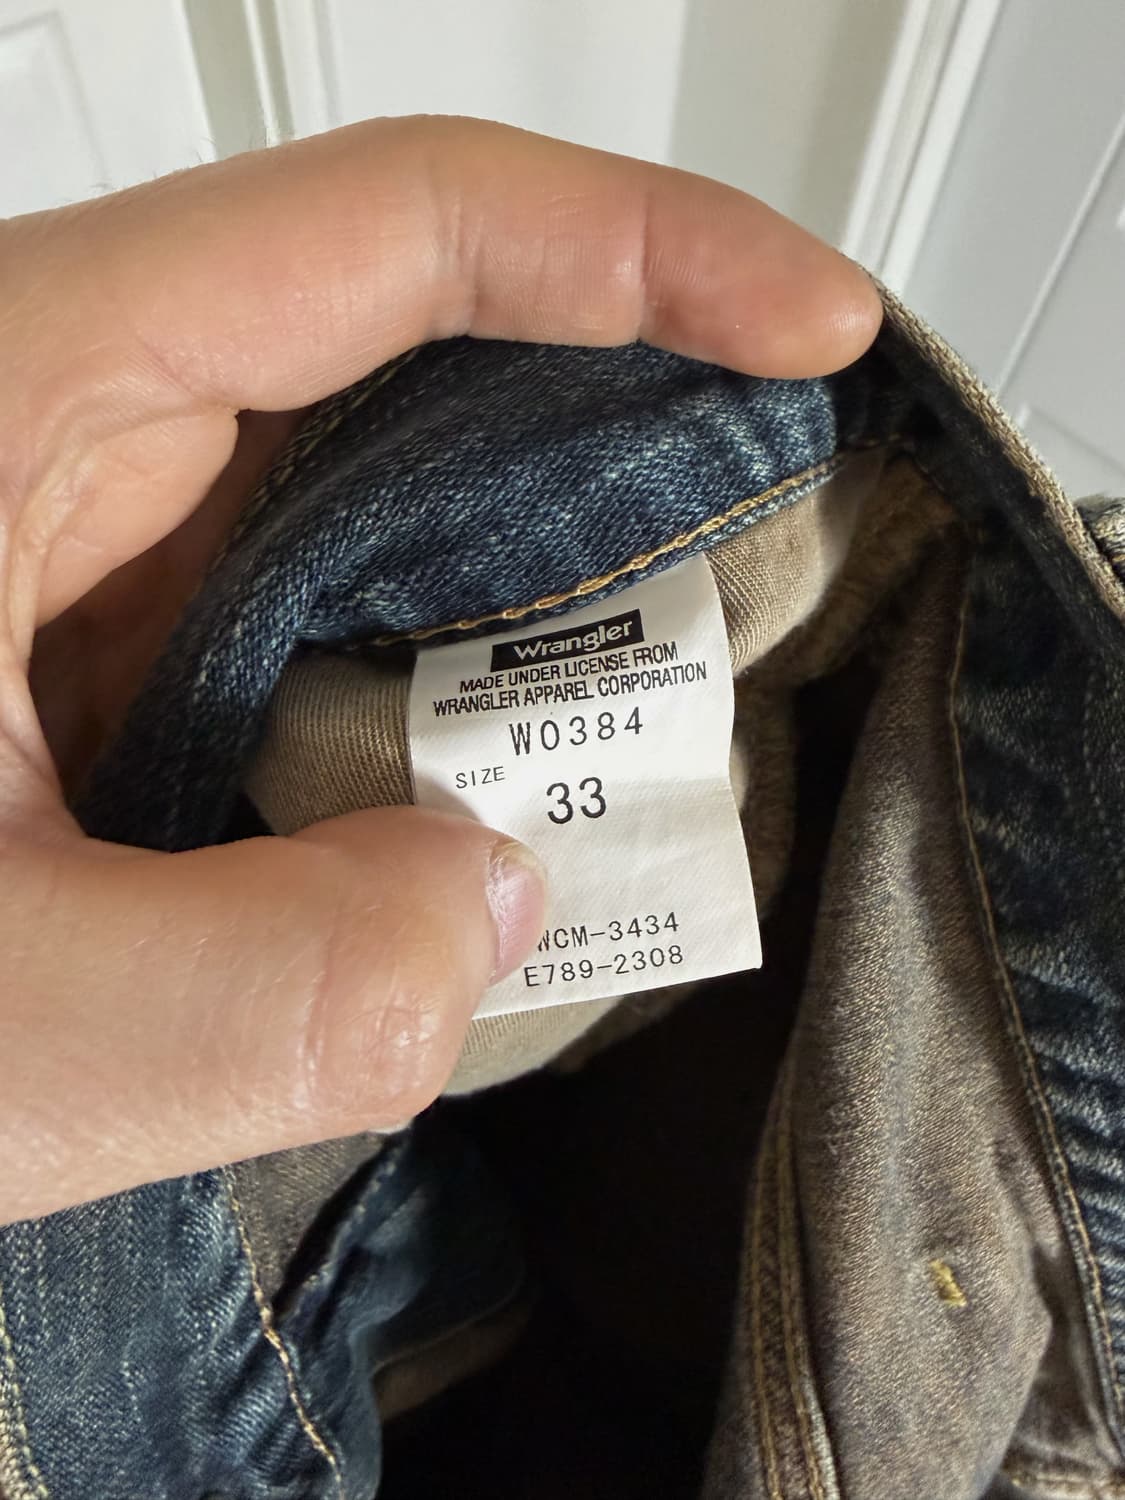 Wrangler
MADE UNDER LICENSE FROM
WRANGLER APPAREL CORPORATION
W0384
SIZE
33
WCM-3434
E789-2308